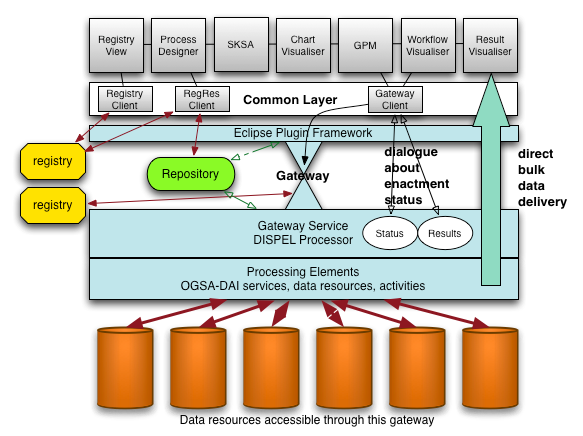 Registry
View
Process
Designer
SKSA
Chart
Visualiser
GPM
Workflow
Visualiser
Result
Visualiser
Registry
Client
RegRes
Client
Common Layer
Gateway
Client
Eclipse Plugin Framework
registry
Repository
Gateway
dialogue
about
enactment
status
direct
bulk
data
delivery
registry
Gateway Service
DISPEL Processor
Status
Results
Processing Elements
OGSA-DAI services, data resources, activities
Data resources accessible through this gateway